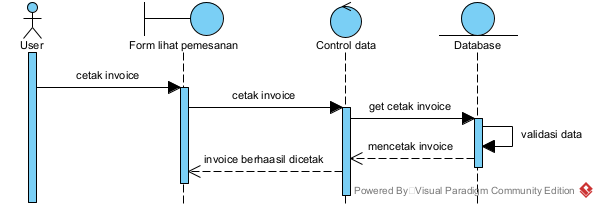 User
Form lihat pemesanan
Control data
Database
cetak invoice
cetak invoice
get cetak invoice
validasi data
mencetak invoice
invoice berhaasil dicetak
Powered By□Visual Paradigm Community Edition